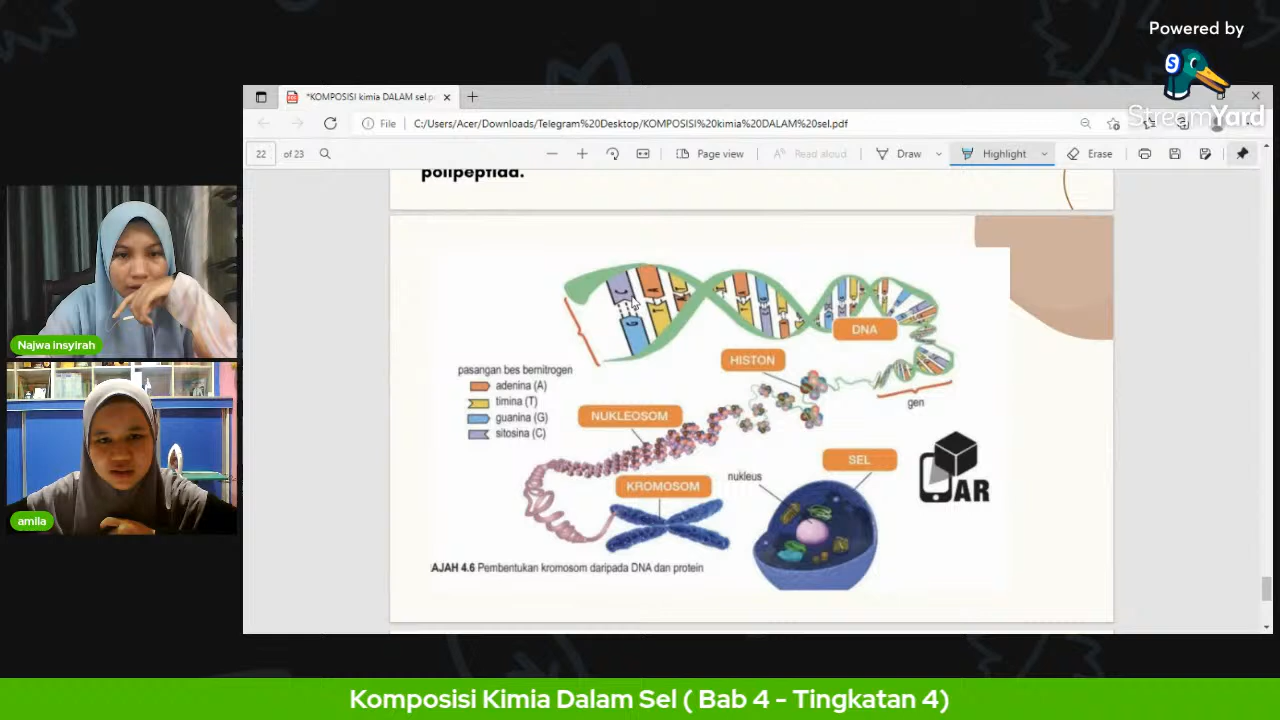 Powered by
StreamYard
*KOMPOSISI kimia DALAM sel.p
File
C:/Users/Acer/Downloads/Telegram%20Desktop/KOMPOSISI%20kimia%20DALAM%20sel.pdf
22 of 23
Page view
Read aloud
Draw
Highlight
Erase
polipeptida.
DNA
HISTON
gen
pasangan bes bernitrogen
adenina (A)
timina (T)
guanina (G)
sitosina (C)
NUKLEOSOM
KROMOSOM
nukleus
SEL
AR
AJAH 4.6 Pembentukan kromosom daripada DNA dan protein
Najwa insyirah
amila
Komposisi Kimia Dalam Sel ( Bab 4 - Tingkatan 4)